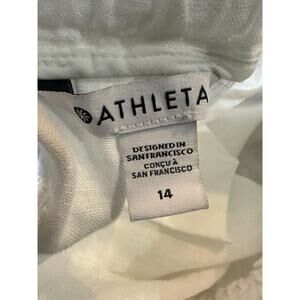 ATHLETA
DESIGNED IN
SAN FRANCISCO
CONÇU À
SAN FRANCISCO
14